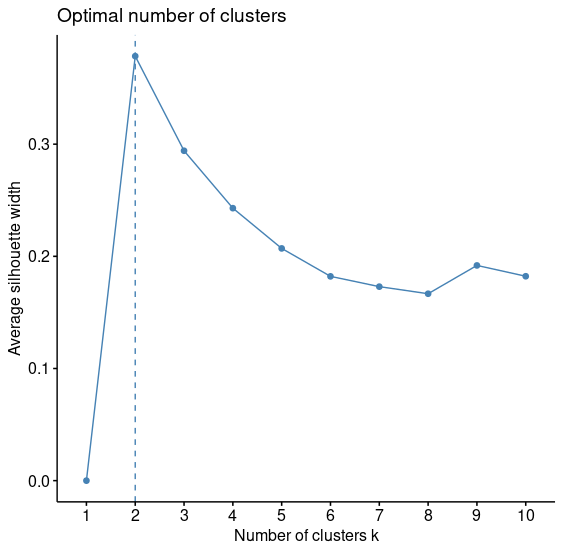 Optimal number of clusters
Average silhouette width
0.3
0.2
0.1
0.0
1 2 3 4 5 6 7 8 9 10
Number of clusters k